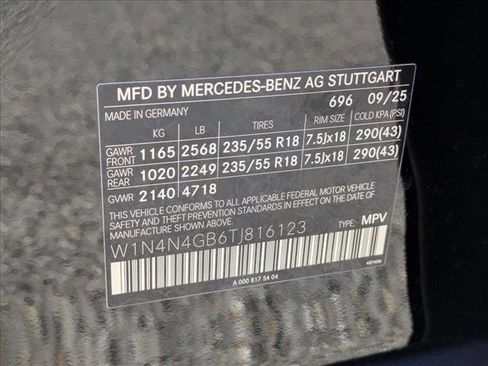 MFD BY MERCEDES-BENZ AG STUTTGART
MADE IN GERMANY 696 09/25
KG LB TIRES RIM SIZE COLD KPA (PSI)
GAWR FRONT 1165 2568 235/55 R18 7.5Jx18 290(43)
GAWR REAR 1020 2249 235/55 R18 7.5Jx18 290(43)
GVWR 2140 4718
THIS VEHICLE CONFORMS TO ALL APPLICABLE FEDERAL MOTOR VEHICLE
SAFETY AND THEFT PREVENTION STANDARDS IN EFFECT ON THE DATE OF
MANUFACTURE SHOWN ABOVE.
W1N4N4GB6TJ816123 TYPE: MPV
A 000 817 54 04